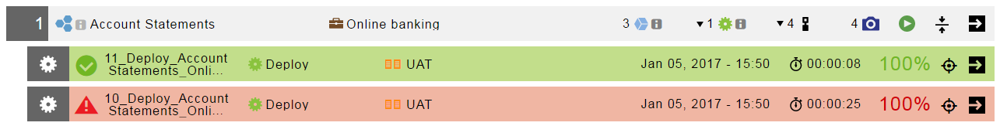 1 Account Statements Online banking 3 1 4 4
11_Deploy_Account Statements_Onli... Deploy UAT Jan 05, 2017 - 15:50 00:00:08 100%
10_Deploy_Account Statements_Onli... Deploy UAT Jan 05, 2017 - 15:50 00:00:25 100%